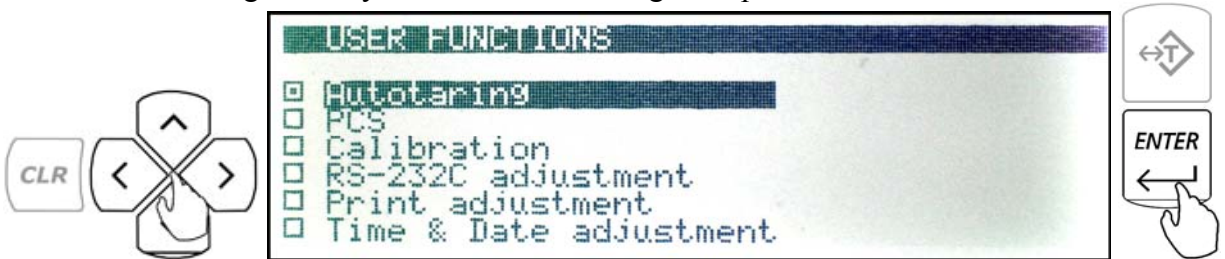 USER FUNCTIONS
Autotaring
PCS
Calibration
RS-232C adjustment
Print adjustment
Time & Date adjustment
CLR
T
ENTER